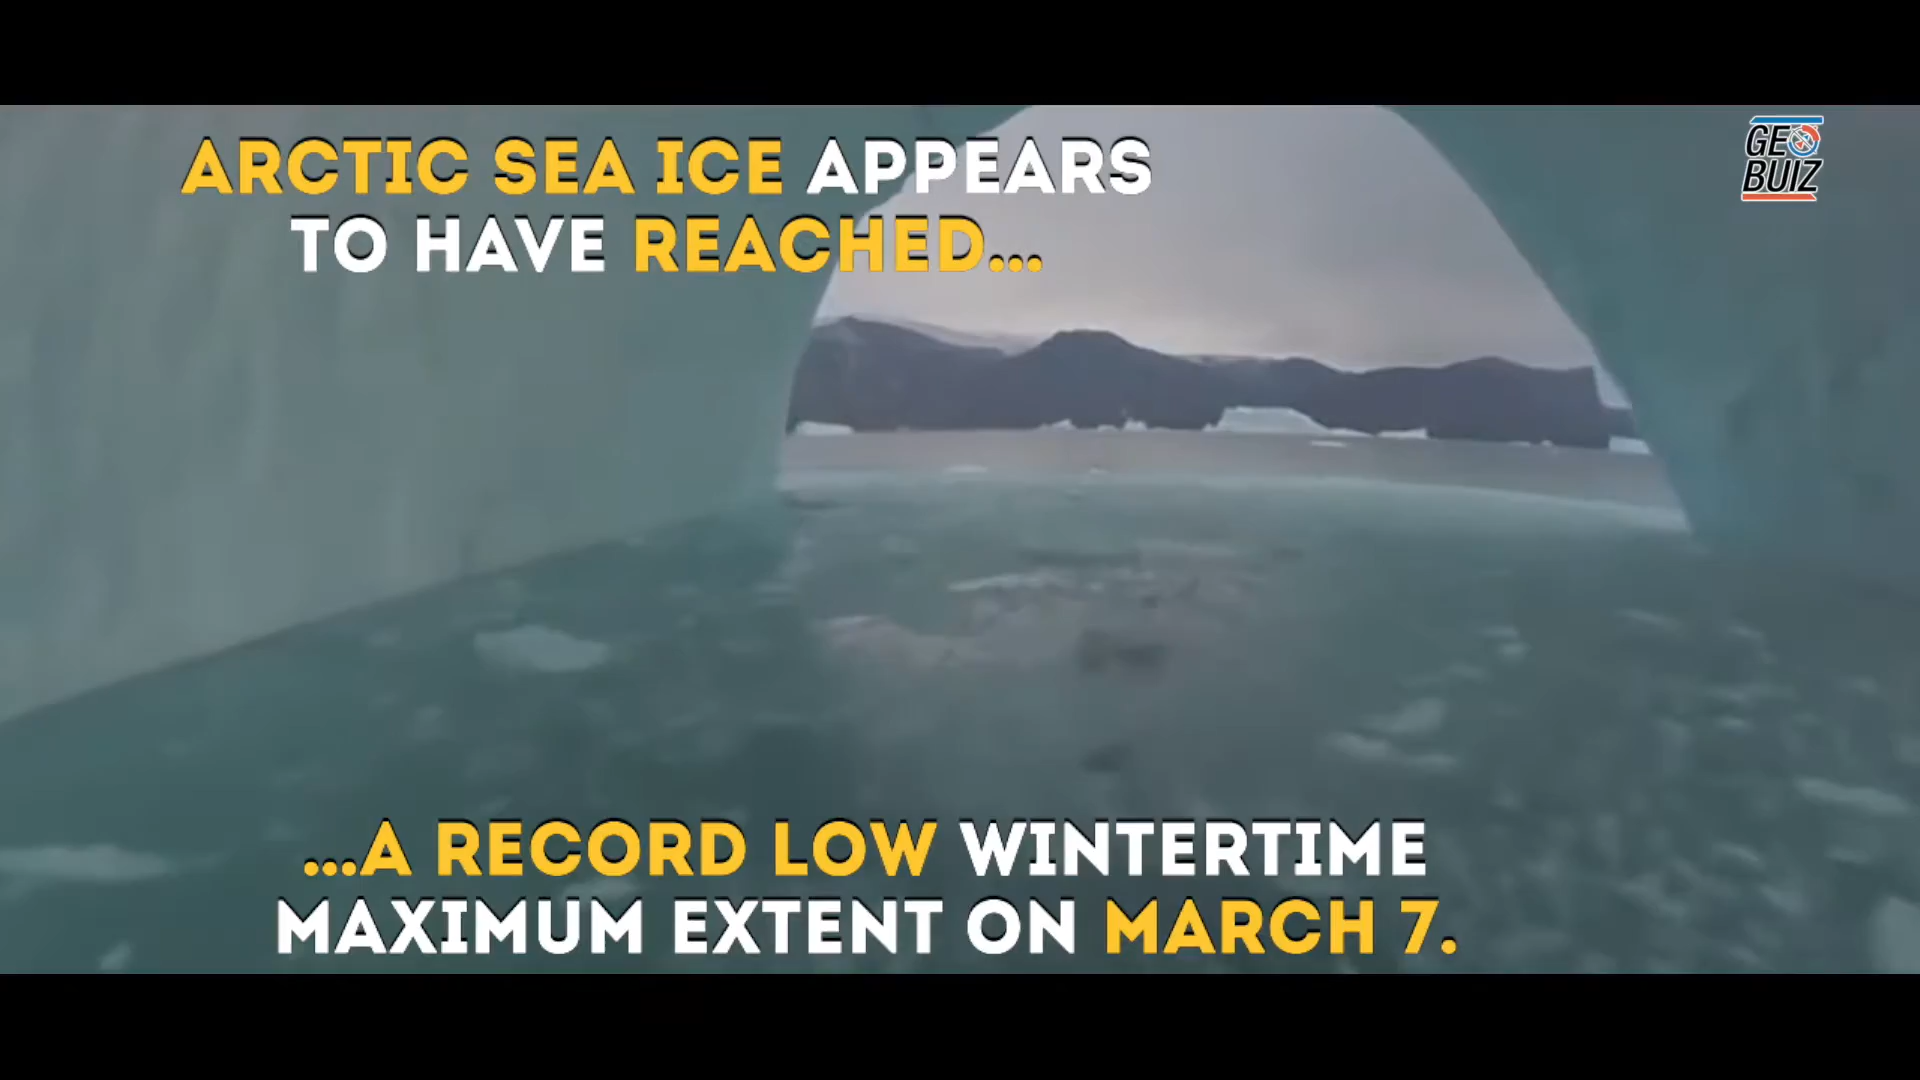 ARCTIC SEA ICE APPEARS
TO HAVE REACHED...
GEO
BUIZ
...A RECORD LOW WINTERTIME
MAXIMUM EXTENT ON MARCH 7.